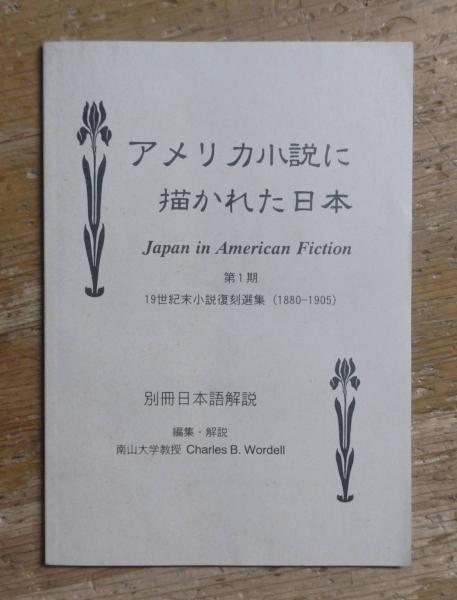 アメリカ小説に
描かれた日本
Japan in American Fiction
第1期
19世紀末小説復刻選集 (1880-1905)
別冊日本語解説
編集・解説
南山大学教授 Charles B. Wordell